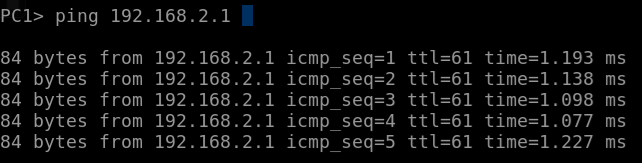 PC1> ping 192.168.2.1
84 bytes from 192.168.2.1 icmp_seq=1 ttl=61 time=1.193 ms
84 bytes from 192.168.2.1 icmp_seq=2 ttl=61 time=1.138 ms
84 bytes from 192.168.2.1 icmp_seq=3 ttl=61 time=1.098 ms
84 bytes from 192.168.2.1 icmp_seq=4 ttl=61 time=1.077 ms
84 bytes from 192.168.2.1 icmp_seq=5 ttl=61 time=1.227 ms